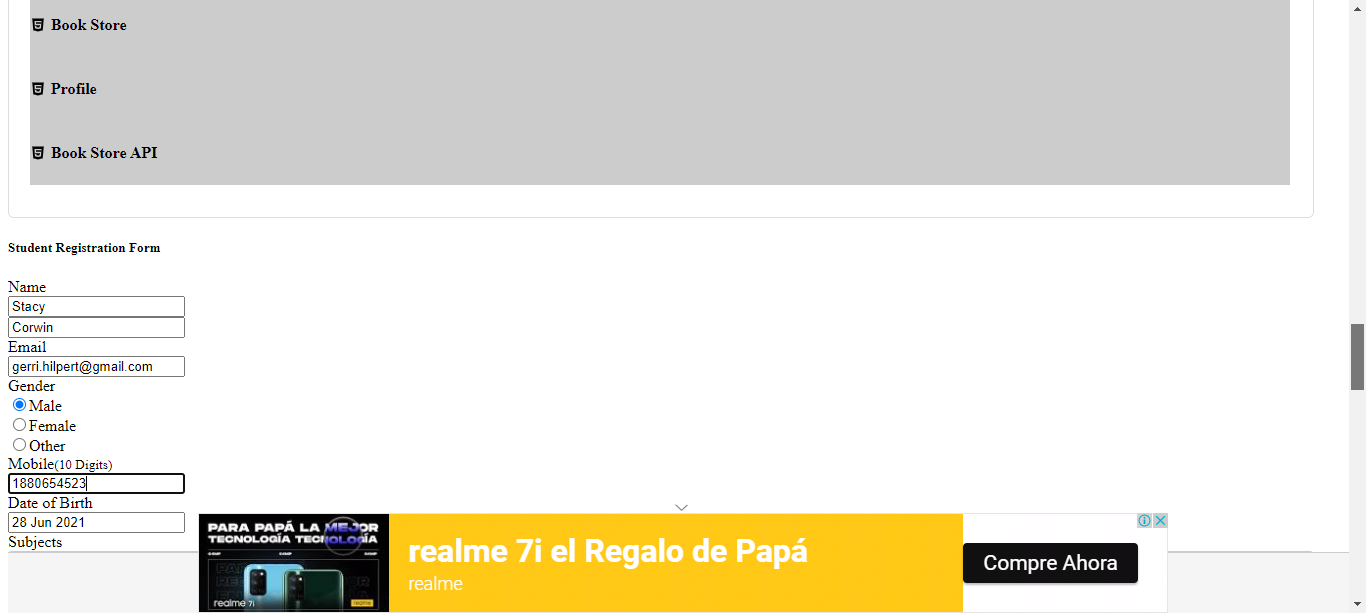 Book Store
Profile
Book Store API
Student Registration Form
Name
Stacy
Corwin
Email
gerri.hilpert@gmail.com
Gender
Male
Female
Other
Mobile(10 Digits)
1880654523
Date of Birth
28 Jun 2021
Subjects
PARA PAPÁ LA MEJOR
TECNOLOGÍA TECNOLOGÍA
realme 7i
realme
realme 7i el Regalo de Papá
realme
Compre Ahora